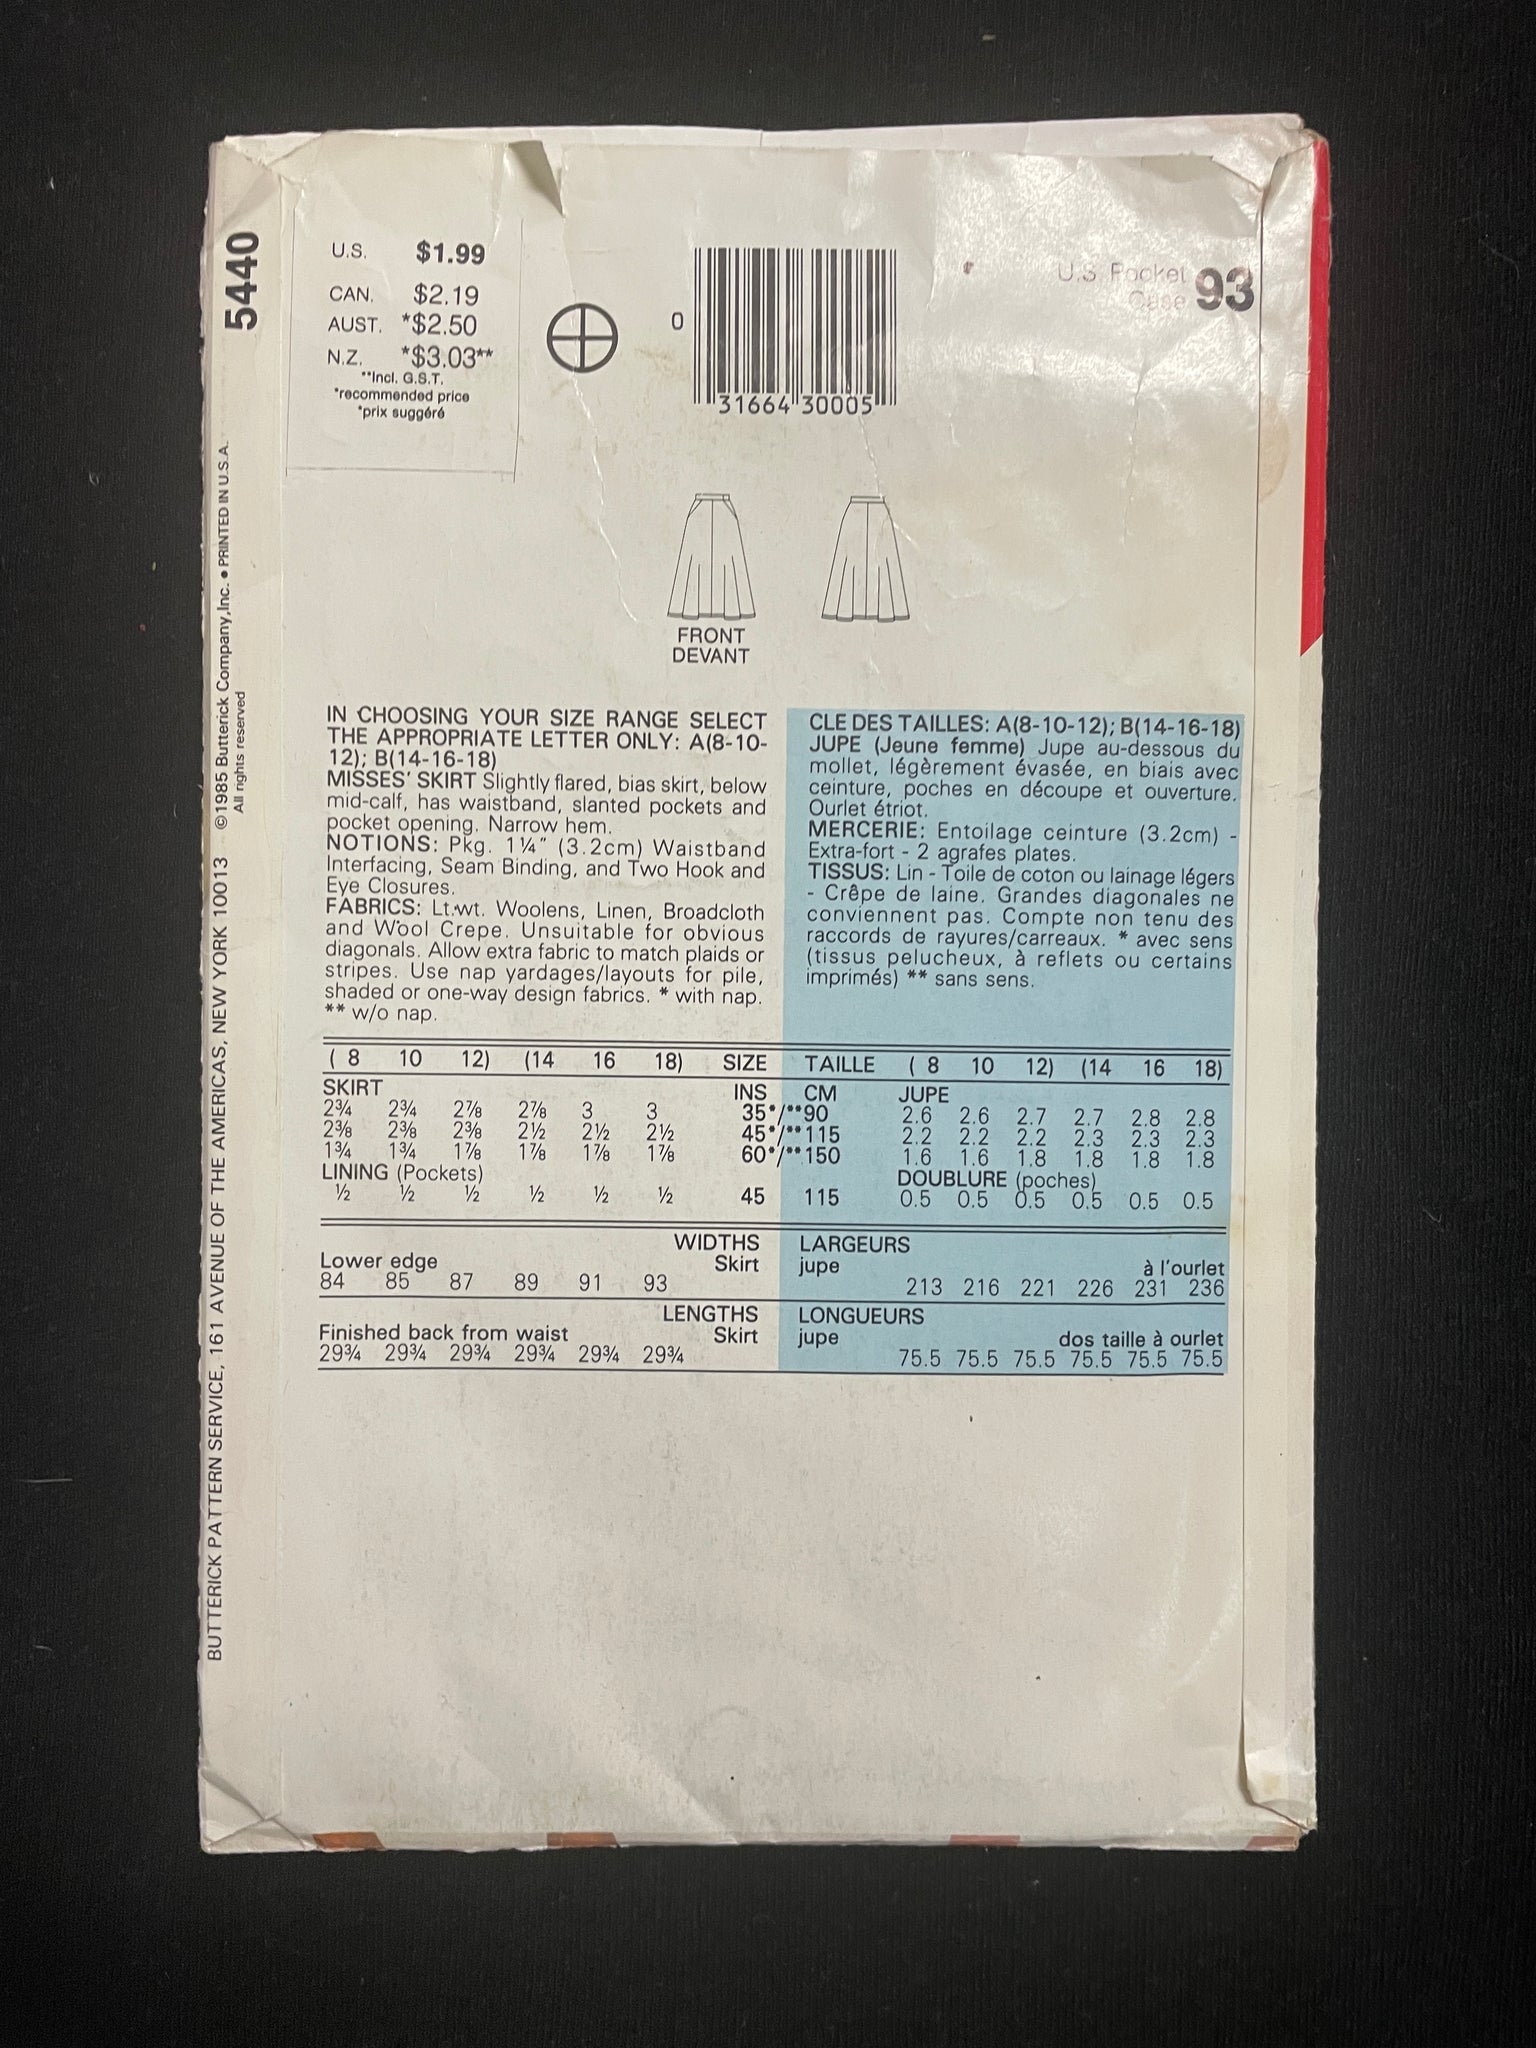 5440
©1985 Butterick Company, Inc. ● PRINTED IN U.S.A.
All rights reserved
BUTTERICK PATTERN SERVICE, 161 AVENUE OF THE AMERICAS, NEW YORK 10013
U.S. $1.99
CAN. $2.19
AUST. *$2.50
N.Z. *$3.03**
**Incl. G.S.T.
*recommended price
*prix suggéré
0
31664 30005
U.S. Pocket
Case 93
FRONT
DEVANT
IN CHOOSING YOUR SIZE RANGE SELECT
THE APPROPRIATE LETTER ONLY: A(8-10-
12); B(14-16-18)
MISSES' SKIRT Slightly flared, bias skirt, below
mid-calf, has waistband, slanted pockets and
pocket opening. Narrow hem.
NOTIONS: Pkg. 1¼" (3.2cm) Waistband
Interfacing, Seam Binding, and Two Hook and
Eye Closures.
FABRICS: Lt.wt. Woolens, Linen, Broadcloth
and Wool Crepe. Unsuitable for obvious
diagonals. Allow extra fabric to match plaids or
stripes. Use nap yardages/layouts for pile,
shaded or one-way design fabrics. * with nap.
** w/o nap.
CLE DES TAILLES: A(8-10-12); B(14-16-18)
JUPE (Jeune femme) Jupe au-dessous du
mollet, légèrement évasée, en biais avec
ceinture, poches en découpe et ouverture.
Ourlet étriot.
MERCERIE: Entoilage ceinture (3.2cm) -
Extra-fort - 2 agrafes plates.
TISSUS: Lin - Toile de coton ou lainage légers
- Crêpe de laine. Grandes diagonales ne
conviennent pas. Compte non tenu des
raccords de rayures/carreaux. * avec sens
(tissus pelucheux, à reflets ou certains
imprimés) ** sans sens.
( 8 10 12) (14 16 18) SIZE TAILLE ( 8 10 12) (14 16 18)
SKIRT INS CM JUPE
2¾ 2¾ 2⅞ 2⅞ 3 3 35*/**90 2.6 2.6 2.7 2.7 2.8 2.8
2⅜ 2⅜ 2⅜ 2½ 2½ 2½ 45*/**115 2.2 2.2 2.2 2.3 2.3 2.3
1¾ 1¾ 1⅞ 1⅞ 1⅞ 1⅞ 60*/**150 1.6 1.6 1.8 1.8 1.8 1.8
LINING (Pockets) DOUBLURE (poches)
½ ½ ½ ½ ½ ½ 45 115 0.5 0.5 0.5 0.5 0.5 0.5
WIDTHS LARGEURS
Lower edge Skirt jupe à l'ourlet
84 85 87 89 91 93 213 216 221 226 231 236
LENGTHS LONGUEURS
Finished back from waist Skirt jupe dos taille à ourlet
29¾ 29¾ 29¾ 29¾ 29¾ 29¾ 75.5 75.5 75.5 75.5 75.5 75.5